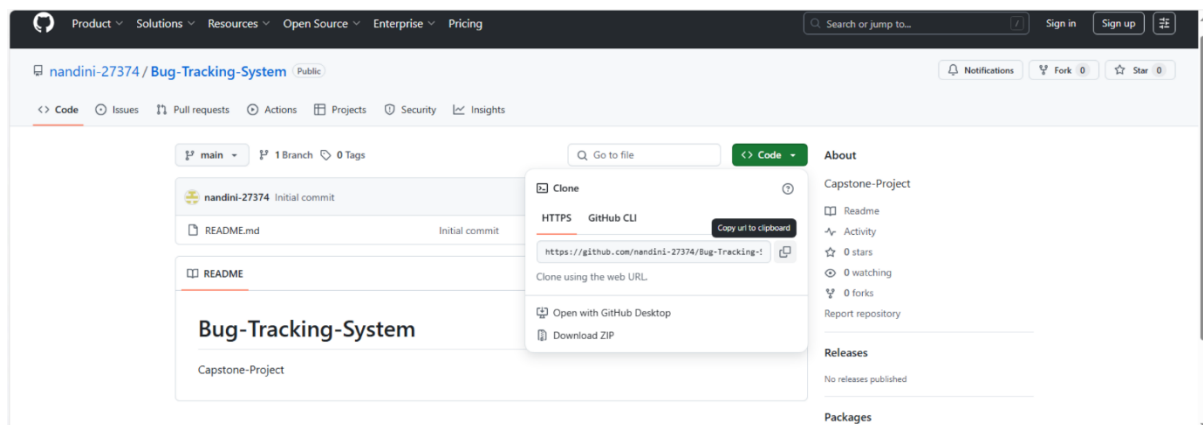 Product Solutions Resources Open Source Enterprise Pricing Search or jump to... / Sign in Sign up
nandini-27374 / Bug-Tracking-System Public Notifications Fork 0 Star 0
Code Issues Pull requests Actions Projects Security Insights
main 1 Branch 0 Tags Go to file Code
nandini-27374 Initial commit
README.md Initial commit
Clone
HTTPS GitHub CLI
Copy url to clipboard
https://github.com/nandini-27374/Bug-Tracking-S
Clone using the web URL.
Open with GitHub Desktop
Download ZIP
README
Bug-Tracking-System
Capstone-Project
About
Capstone-Project
Readme
Activity
0 stars
0 watching
0 forks
Report repository
Releases
No releases published
Packages